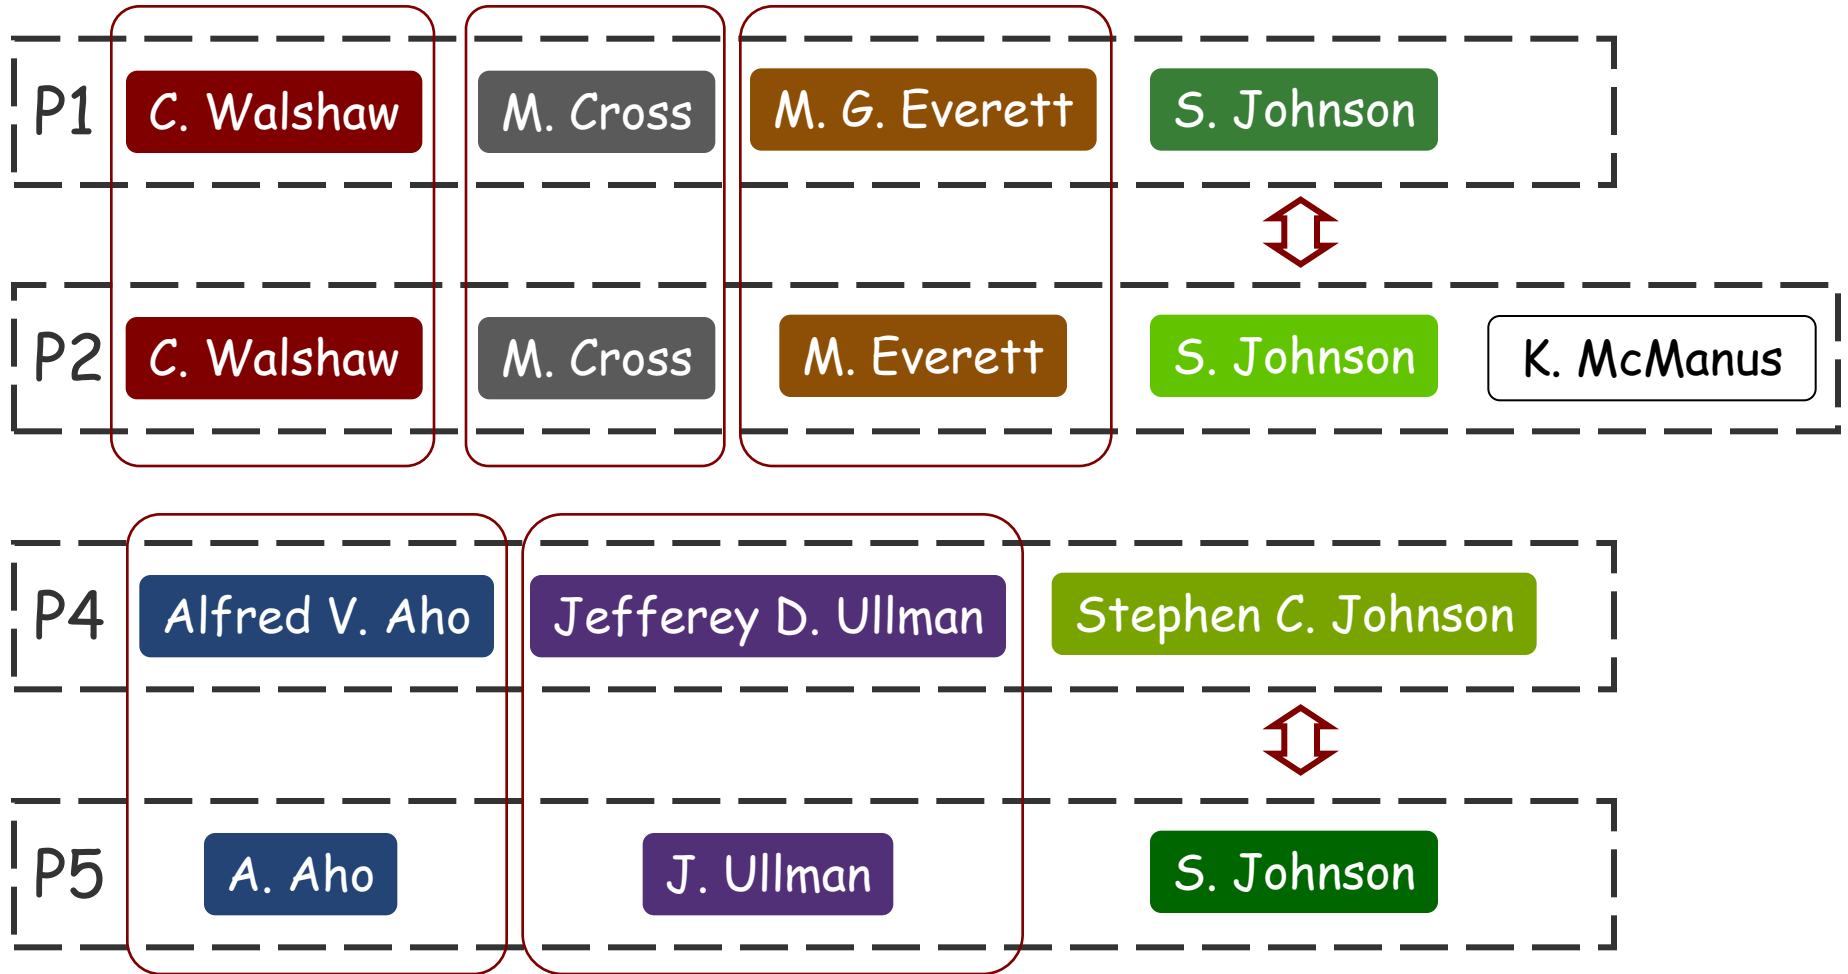 P1 C. Walshaw M. Cross M. G. Everett S. Johnson
P2 C. Walshaw M. Cross M. Everett S. Johnson K. McManus
P4 Alfred V. Aho Jefferey D. Ullman Stephen C. Johnson
P5 A. Aho J. Ullman S. Johnson